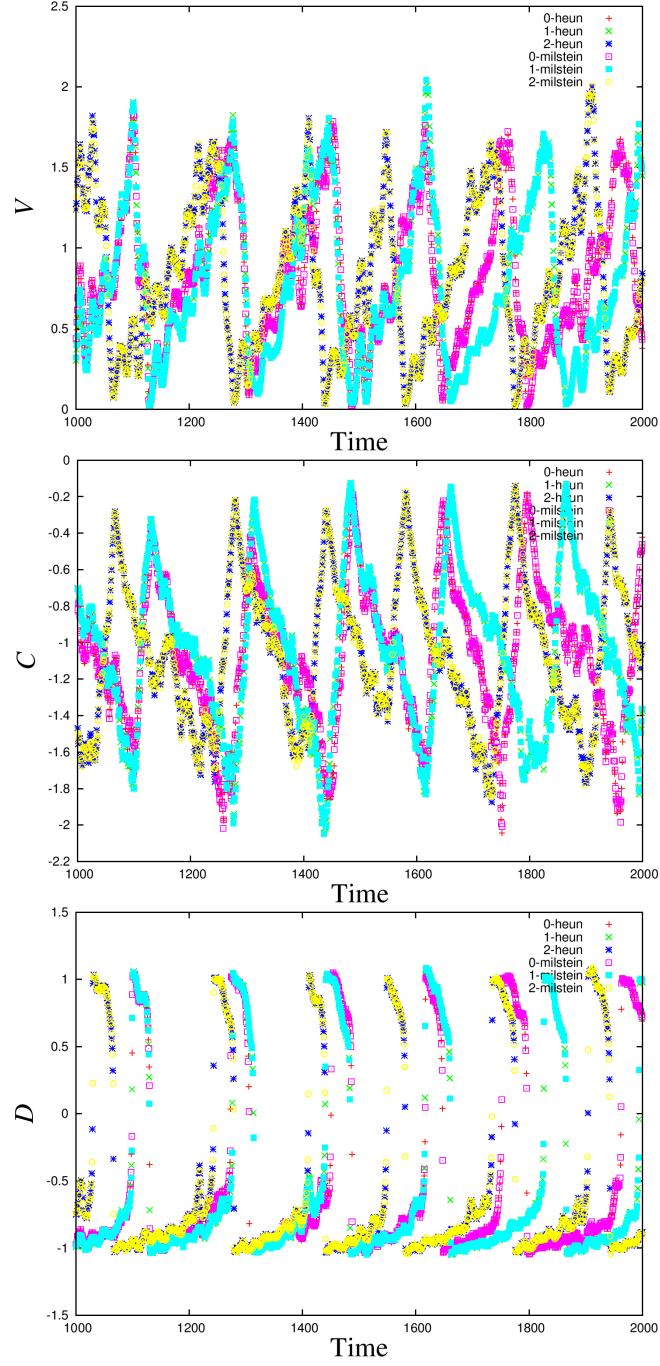 2.5
2
1.5
1
0.5
0
V
0-heun
1-heun
2-heun
0-milstein
1-milstein
2-milstein
1000 1200 1400 1600 1800 2000
Time
0
-0.2
-0.4
-0.6
-0.8
-1
-1.2
-1.4
-1.6
-1.8
-2
-2.2
C
0-heun
1-heun
2-heun
0-milstein
1-milstein
2-milstein
1000 1200 1400 1600 1800 2000
Time
1.5
1
0.5
0
-0.5
-1
-1.5
D
0-heun
1-heun
2-heun
0-milstein
1-milstein
2-milstein
1000 1200 1400 1600 1800 2000
Time